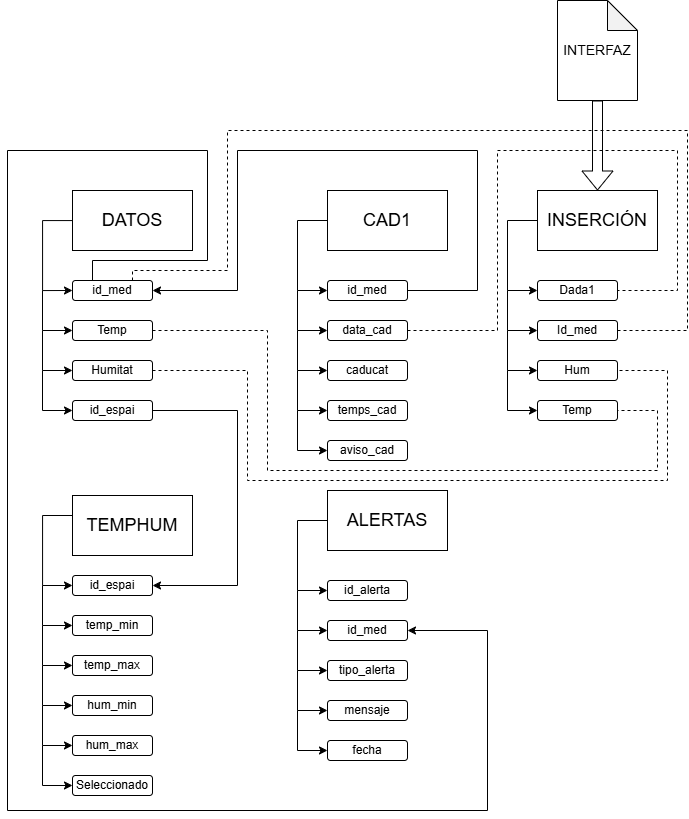 INTERFAZ
DATOS
id_med
Temp
Humitat
id_espai
CAD1
id_med
data_cad
caducat
temps_cad
aviso_cad
INSERCIÓN
Dada1
Id_med
Hum
Temp
TEMPHUM
id_espai
temp_min
temp_max
hum_min
hum_max
Seleccionado
ALERTAS
id_alerta
id_med
tipo_alerta
mensaje
fecha